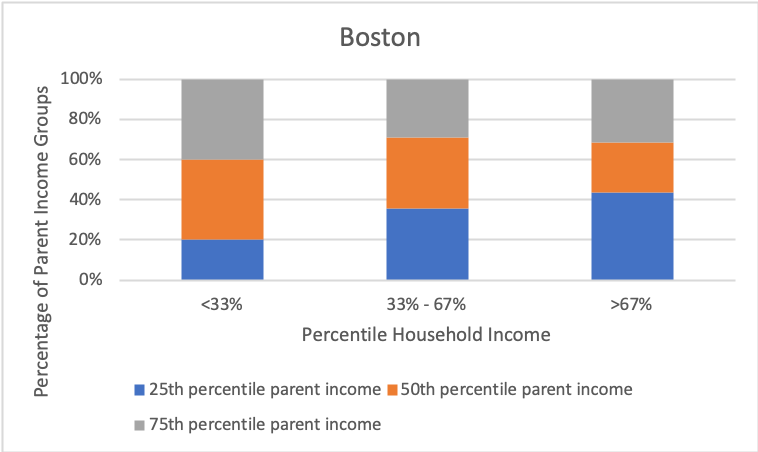 Boston
Percentage of Parent Income Groups
100%
80%
60%
40%
20%
0%
<33%
33% - 67%
>67%
Percentile Household Income
25th percentile parent income
50th percentile parent income
75th percentile parent income